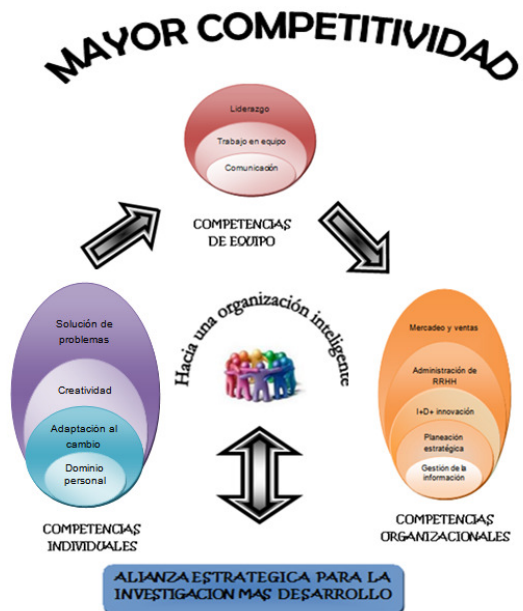 MAYOR COMPETITIVIDAD
Liderazgo
Trabajo en equipo
Comunicación
COMPETENCIAS
DE EQUIPO
Solución de
problemas
Creatividad
Adaptación al
cambio
Dominio
personal
COMPETENCIAS
INDIVIDUALES
Hacia una organización inteligente
Mercadeo y ventas
Administración de
RRHH
I+D+ innovación
Planeación
estratégica
Gestión de la
información
COMPETENCIAS
ORGANIZACIONALES
ALIANZA ESTRATEGICA PARA LA
INVESTIGACION MAS DESARROLLO